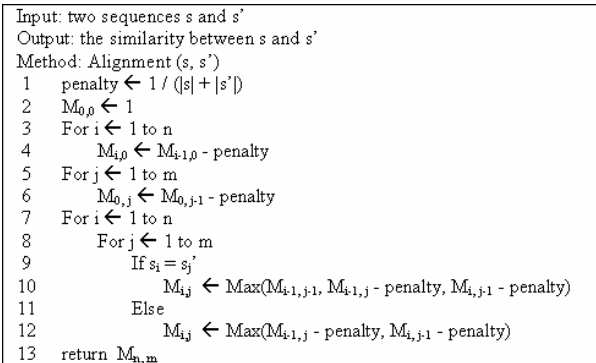 Input: two sequences s and s’
Output: the similarity between s and s’
Method: Alignment (s, s’)
1 penalty ← 1 / (|s| + |s’|)
2 M0,0 ← 1
3 For i ← 1 to n
4 Mi,0 ← Mi-1,0 - penalty
5 For j ← 1 to m
6 M0,j ← M0,j-1 - penalty
7 For i ← 1 to n
8 For j ← 1 to m
9 If si = sj’
10 Mi,j ← Max(Mi-1,j-1, Mi-1,j - penalty, Mi,j-1 - penalty)
11 Else
12 Mi,j ← Max(Mi-1,j - penalty, Mi,j-1 - penalty)
13 return Mn,m